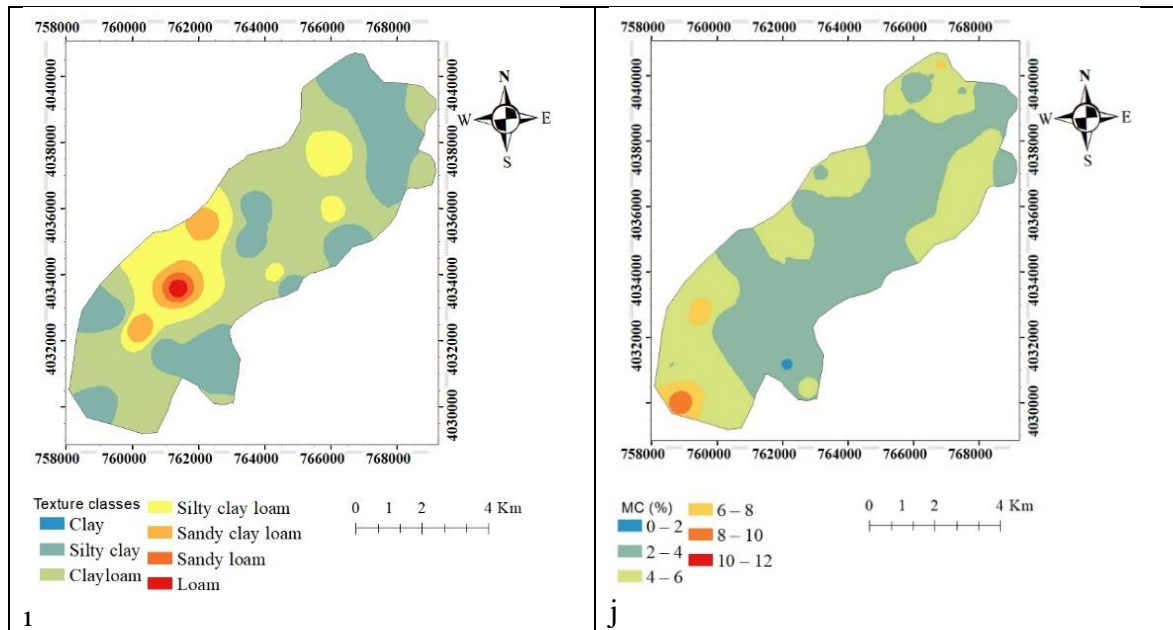 758000 760000 762000 764000 766000 768000
4040000
4038000
4036000
4034000
4032000
4030000
N
W E
S
4040000
4038000
4036000
4034000
4032000
4030000
758000 760000 762000 764000 766000 768000
Texture classes
Clay
Silty clay
Clay loam
Silty clay loam
Sandy clay loam
Sandy loam
Loam
0 1 2 4 Km
ı
758000 760000 762000 764000 766000 768000
4040000
4038000
4036000
4034000
4032000
4030000
N
W E
S
4040000
4038000
4036000
4034000
4032000
4030000
758000 760000 762000 764000 766000 768000
MC (%)
0 – 2
2 – 4
4 – 6
6 – 8
8 – 10
10 – 12
0 1 2 4 Km
j